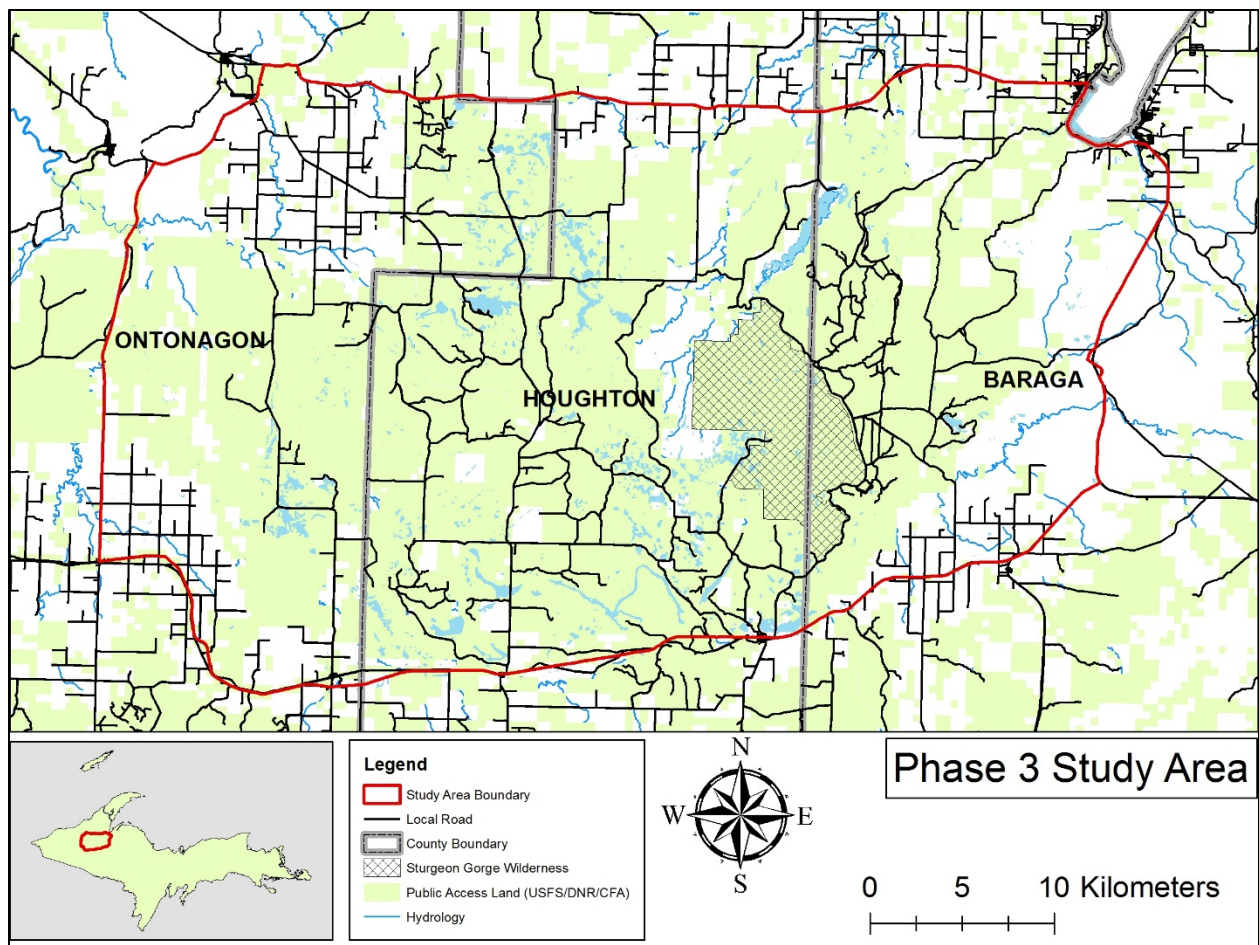 ONTONAGON
HOUGHTON
BARAGA
Legend
Study Area Boundary
Local Road
County Boundary
Sturgeon Gorge Wilderness
Public Access Land (USFS/DNR/CFA)
Hydrology
N
W E
S
Phase 3 Study Area
0 5 10 Kilometers